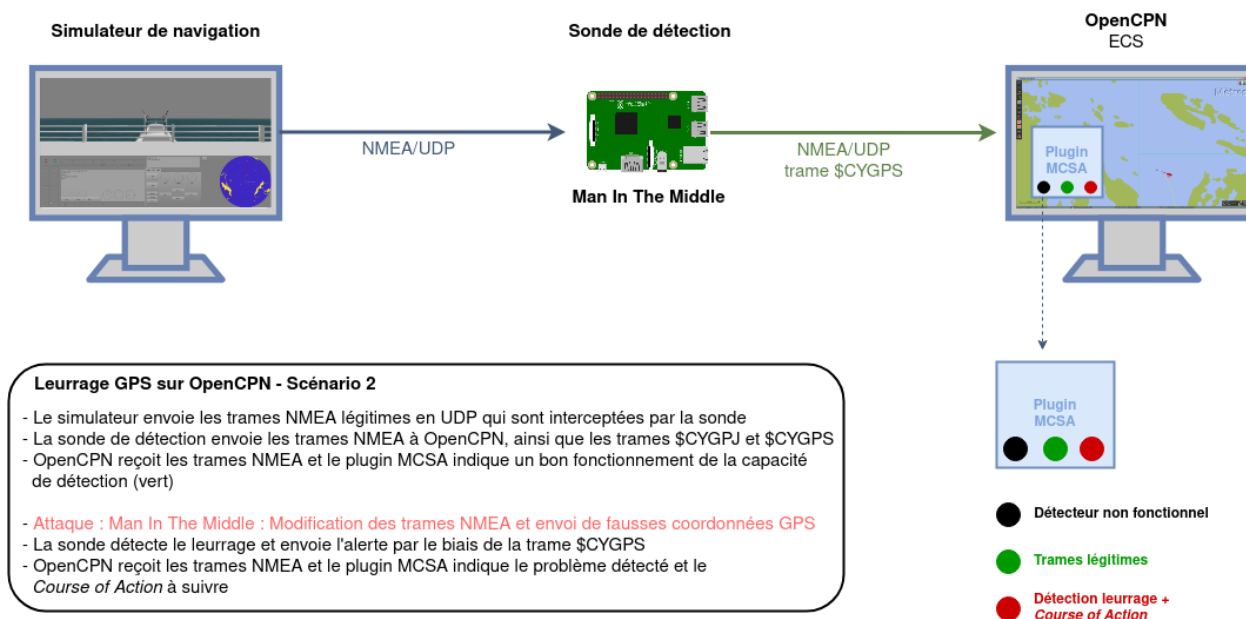 Simulateur de navigation
Sonde de détection
OpenCPN
ECS
NMEA/UDP
NMEA/UDP
trame $CYGPS
Plugin
MCSA
Man In The Middle
Leurrage GPS sur OpenCPN - Scénario 2
- Le simulateur envoie les trames NMEA légitimes en UDP qui sont interceptées par la sonde
- La sonde de détection envoie les trames NMEA à OpenCPN, ainsi que les trames $CYGPJ et $CYGPS
- OpenCPN reçoit les trames NMEA et le plugin MCSA indique un bon fonctionnement de la capacité
de détection (vert)
- Attaque : Man In The Middle : Modification des trames NMEA et envoi de fausses coordonnées GPS
- La sonde détecte le leurrage et envoie l'alerte par le biais de la trame $CYGPS
- OpenCPN reçoit les trames NMEA et le plugin MCSA indique le problème détecté et le
Course of Action à suivre
Plugin
MCSA
Détecteur non fonctionnel
Trames légitimes
Détection leurrage +
Course of Action